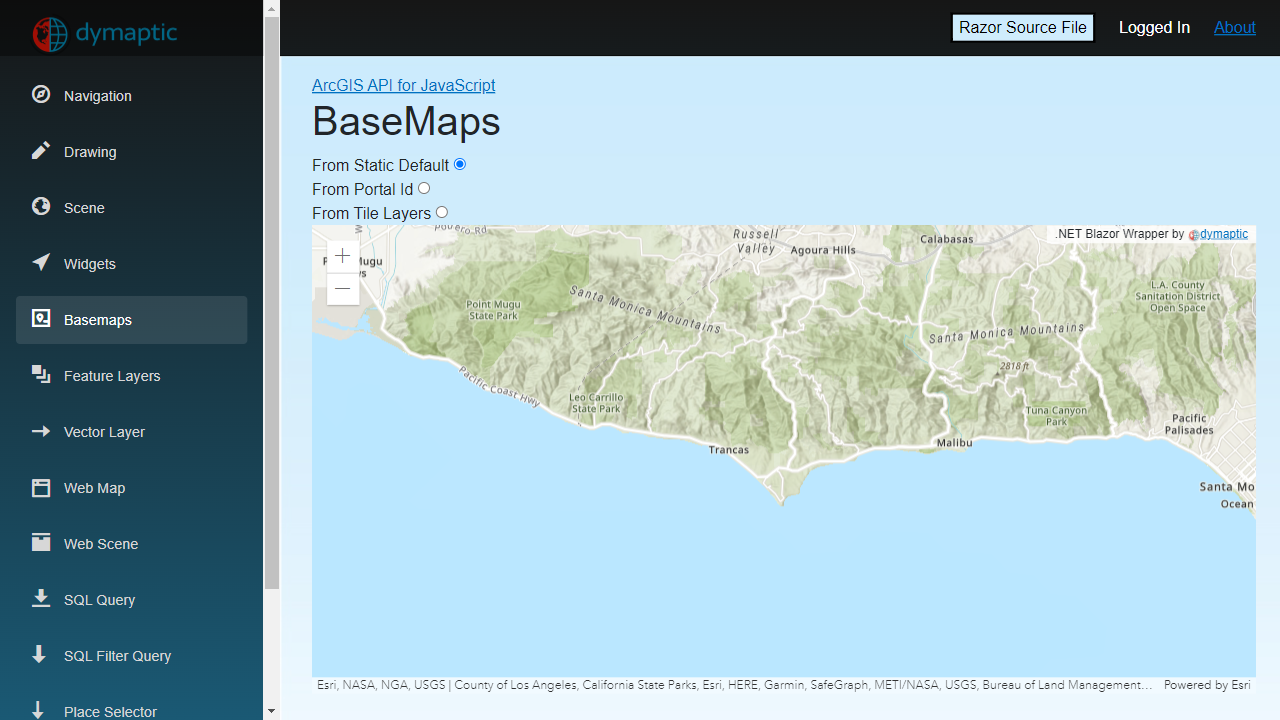 dymaptic
Navigation
Drawing
Scene
Widgets
Basemaps
Feature Layers
Vector Layer
Web Map
Web Scene
SQL Query
SQL Filter Query
Place Selector
Razor Source File
Logged In
About
ArcGIS API for JavaScript
BaseMaps
From Static Default
From Portal Id
From Tile Layers
.NET Blazor Wrapper by dymaptic
Russell
Valley
Agoura Hills
Calabasas
L.A. County
Sanitation District
Open Space
Point Mugu
State Park
Santa Monica Mountains
Santa Monica Mountains
2818 ft
Pacific Coast Hwy
Leo Carrillo
State Park
Tuna Canyon
Park
Pacific
Palisades
Trancas
Malibu
Santa Mo
Ocean
Esri, NASA, NGA, USGS | County of Los Angeles, California State Parks, Esri, HERE, Garmin, SafeGraph, METI/NASA, USGS, Bureau of Land Management…
Powered by Esri